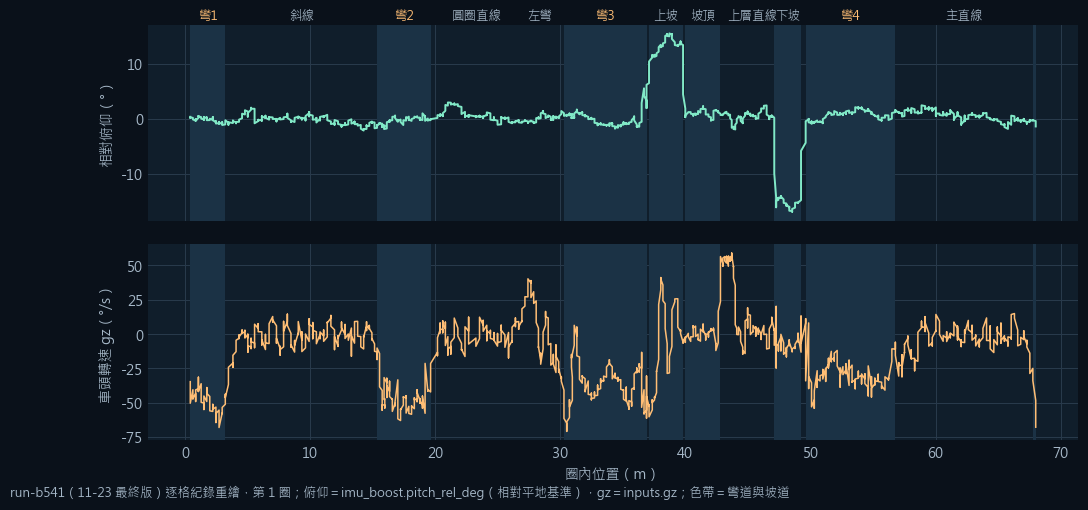 彎1 斜線 彎2 圓圈直線 左彎 彎3 上坡 坡頂 上層直線 下坡 彎4 主直線
10
0
-10
相對俯仰（°）
50
25
0
-25
-50
-75
車頭轉速 gz（°/s）
0 10 20 30 40 50 60 70
圈內位置（m）
run-b541（11-23 最終版）逐格紀錄重繪．第 1 圈；俯仰＝imu_boost.pitch_rel_deg（相對平地基準）．gz＝inputs.gz；色帶＝彎道與坡道